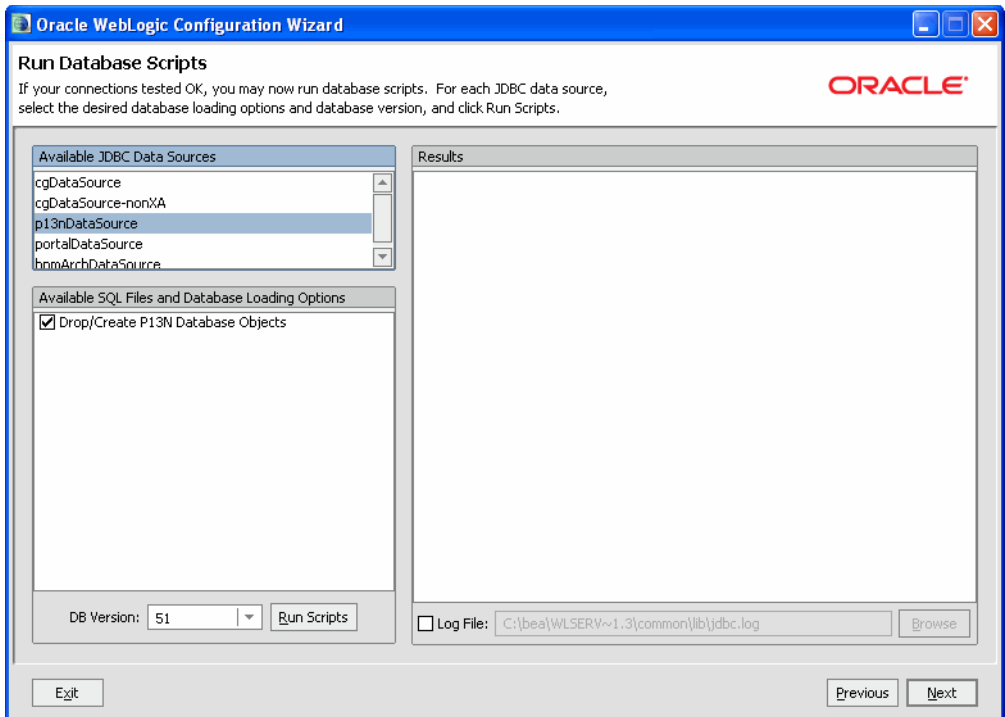 Oracle WebLogic Configuration Wizard
Run Database Scripts
If your connections tested OK, you may now run database scripts. For each JDBC data source,
select the desired database loading options and database version, and click Run Scripts.
ORACLE
Available JDBC Data Sources
cgDataSource
cgDataSource-nonXA
p13nDataSource
portalDataSource
bpmArchDataSource
Available SQL Files and Database Loading Options
Drop/Create P13N Database Objects
DB Version: 51 Run Scripts
Results
Log File: C:\bea\WLSERV~1.3\common\lib\jdbc.log Browse
Exit Previous Next